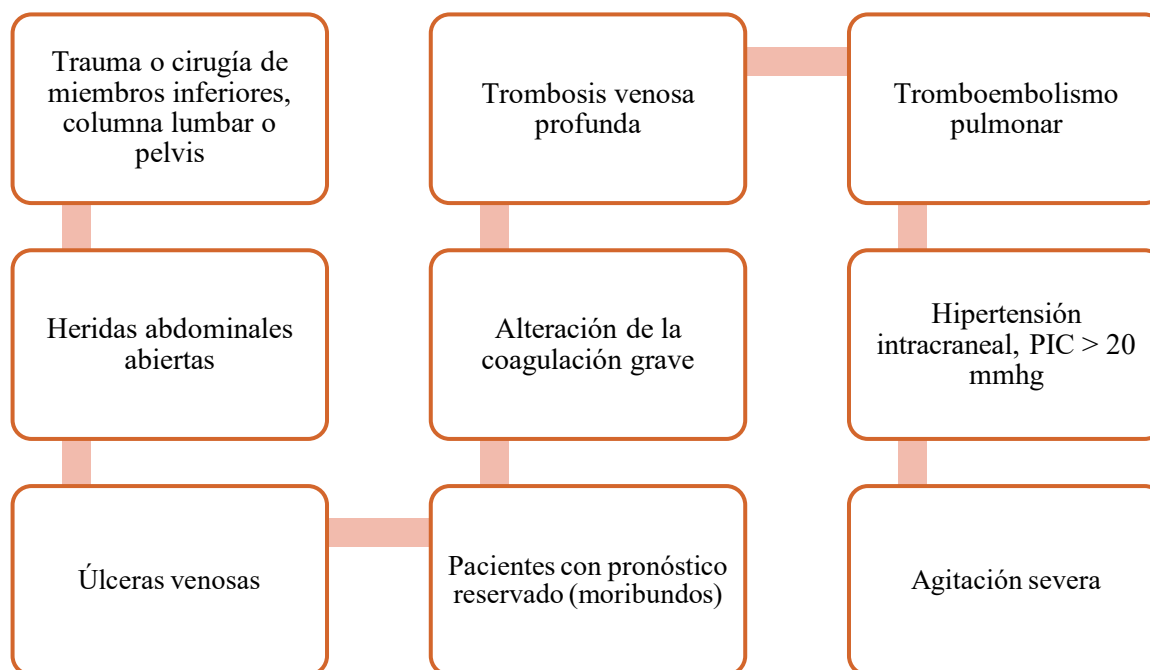 Trauma o cirugía de
miembros inferiores,
columna lumbar o
pelvis
Heridas abdominales
abiertas
Úlceras venosas
Pacientes con pronóstico
reservado (moribundos)
Alteración de la
coagulación grave
Trombosis venosa
profunda
Tromboembolismo
pulmonar
Hipertensión
intracraneal, PIC > 20
mmhg
Agitación severa